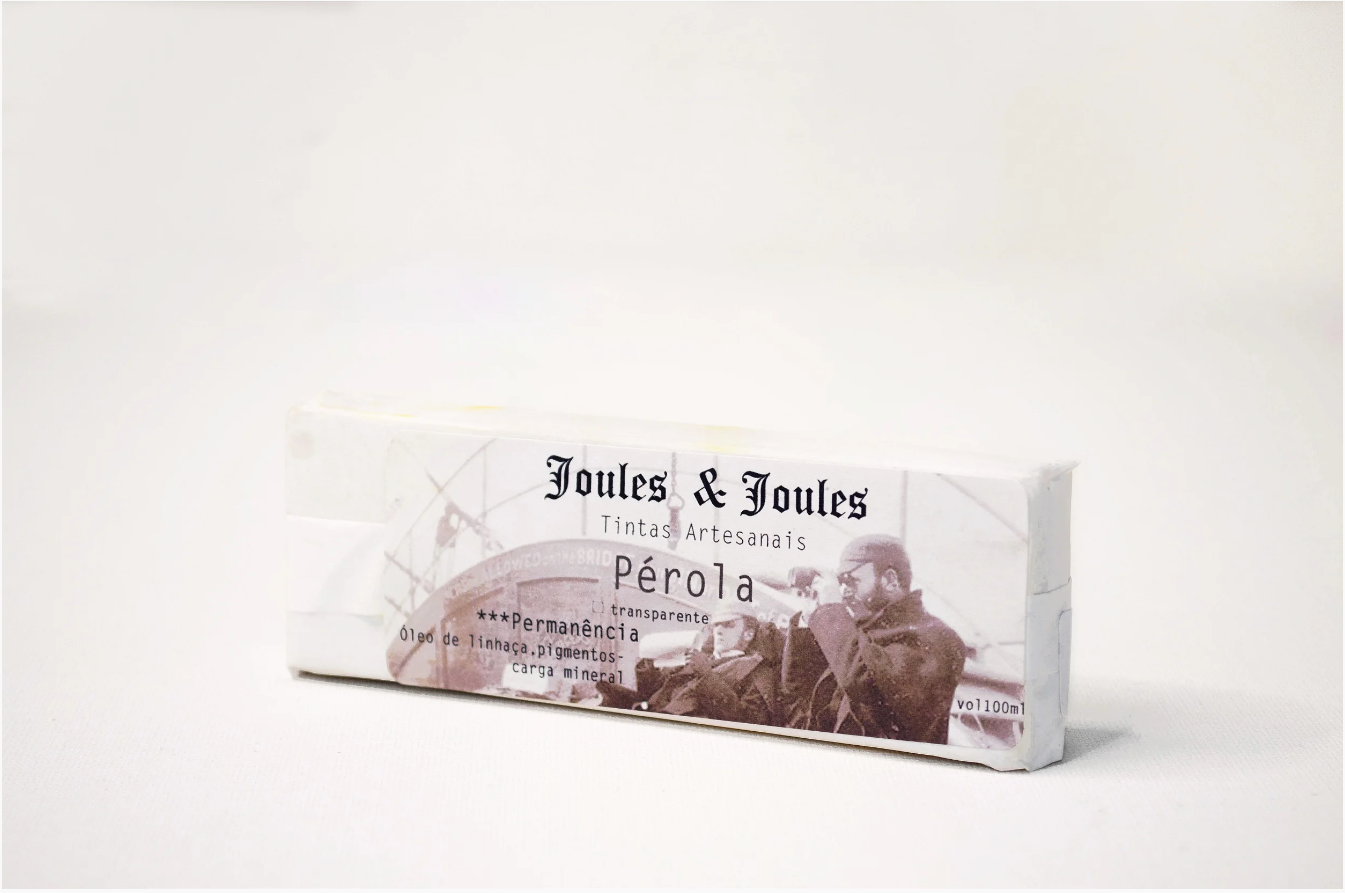 Joules & Joules
Tintas Artesanais
Pérola
transparente
***Permanência
Óleo de linhaça.pigmentos-
carga mineral
vol100ml